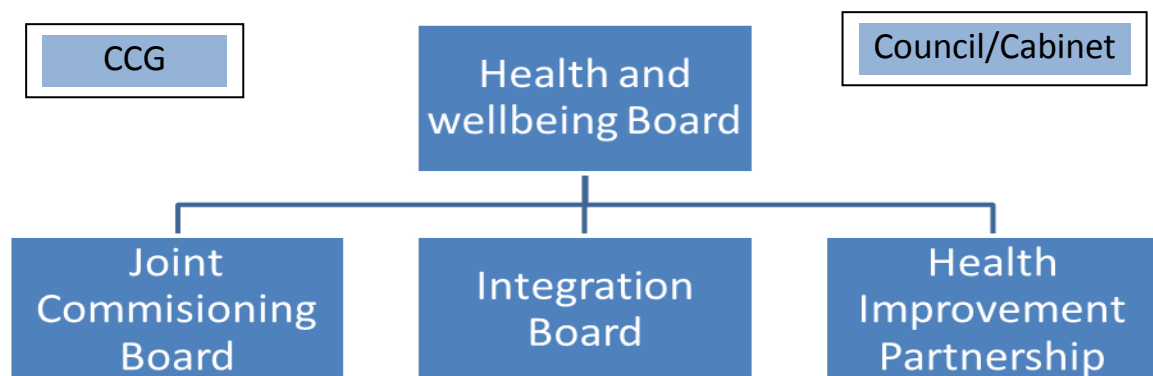 CCG
Health and
wellbeing Board
Council/Cabinet
Joint
Commisioning
Board
Integration
Board
Health
Improvement
Partnership